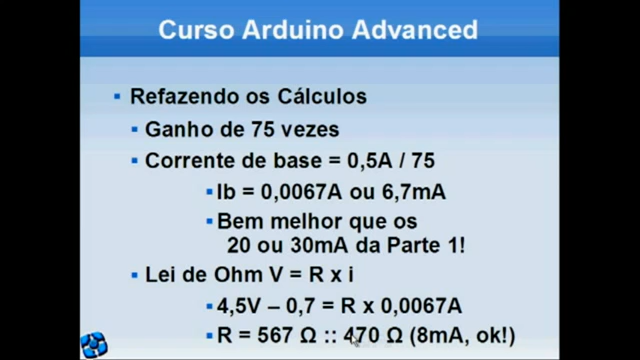 Curso Arduino Advanced
Refazendo os Cálculos
Ganho de 75 vezes
Corrente de base = 0,5A / 75
Ib = 0,0067A ou 6,7mA
Bem melhor que os
20 ou 30mA da Parte 1!
Lei de Ohm V = R x i
4,5V – 0,7 = R x 0,0067A
R = 567 Ω :: 470 Ω (8mA, ok!)